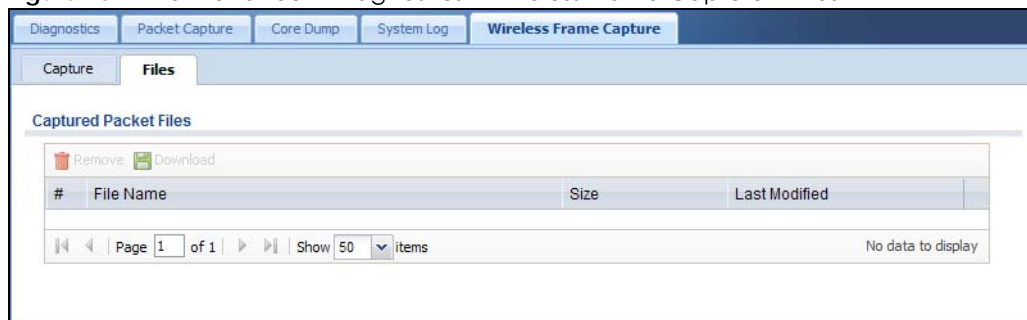 Diagnostics Packet Capture Core Dump System Log Wireless Frame Capture
Capture Files
Captured Packet Files
Remove Download
# File Name Size Last Modified
Page 1 of 1 Show 50 items No data to display